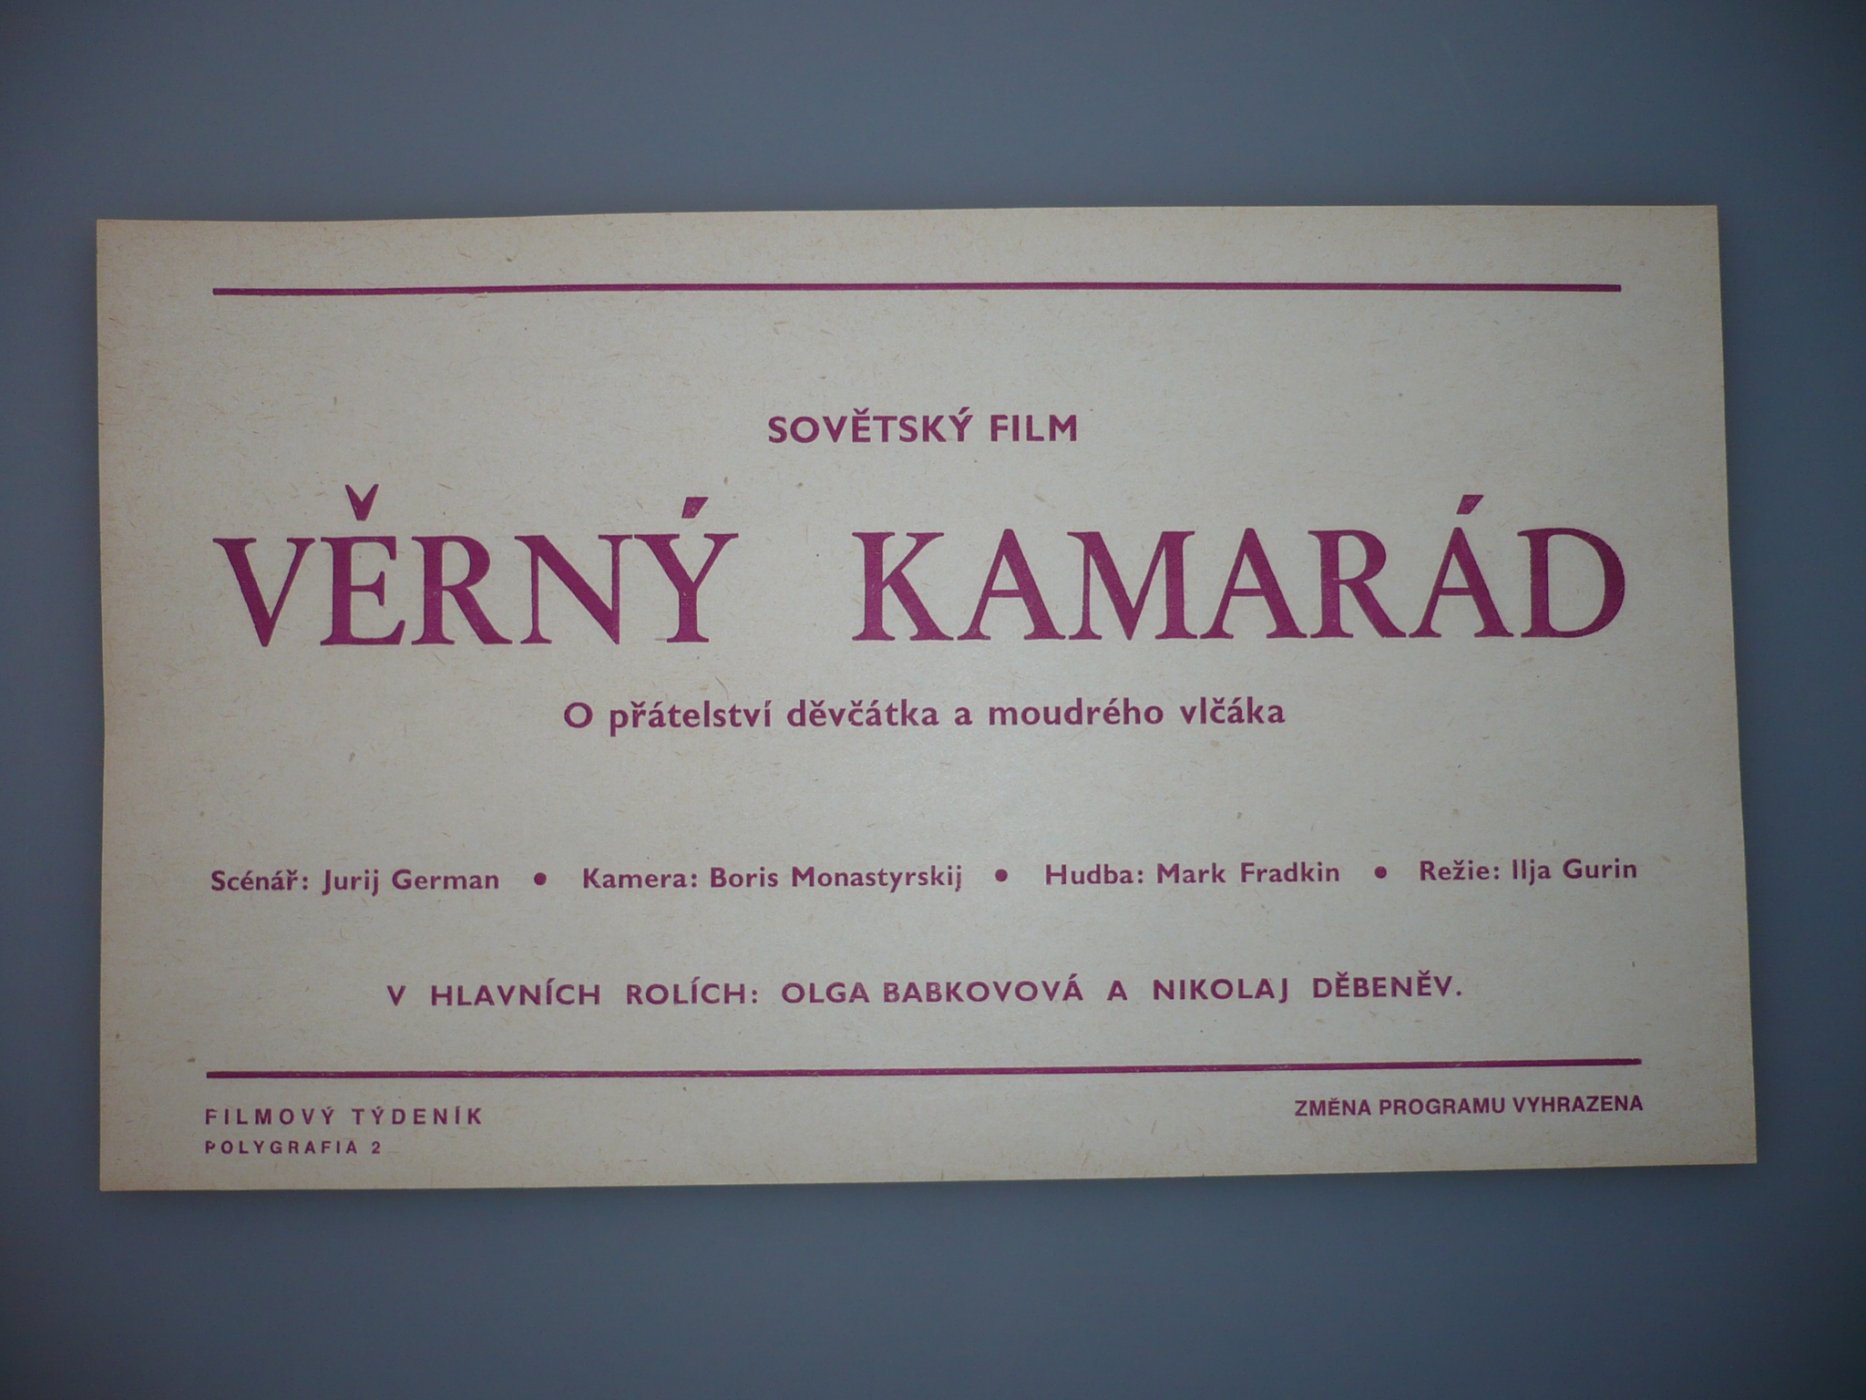 SOVĚTSKÝ FILM
VĚRNÝ KAMARÁD
O přátelství děvčátka a moudrého vlčáka
Scénář: Jurij German • Kamera: Boris Monastyrskij • Hudba: Mark Fradkin • Režie: Ilja Gurin
V HLAVNÍCH ROLÍCH: OLGA BABKOVOVÁ A NIKOLAJ DĚBENĚV.
FILMOVÝ TÝDENÍK
ZMĚNA PROGRAMU VYHRAZENA
POLYGRAFIA 2